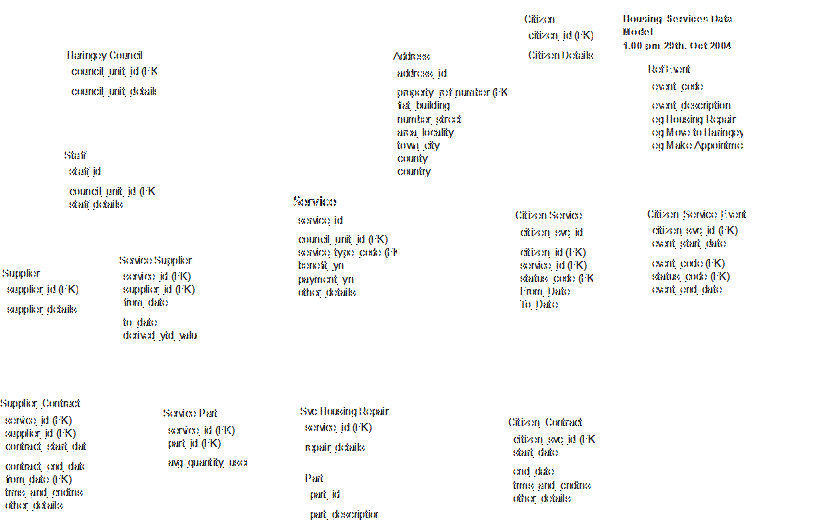 Citizen
citizen_id (FK)
Citizen Details
Housing Services Data
Model
1.00 pm 29th. Oct 2004
Haringey Council
council_unit_id (FK
council_unit_details
Address
address_id
property_ref_number (FK
flat_building
number_street
area_locality
town_city
county
country
Ref Event
event_code
event_description
eg Housing Repair
eg Move to Haringey
eg Make Appointme
Staff
staff_id
council_unit_id (FK
staff_details
Service
service_id
council_unit_id (FK)
service_type_code (FK
benefit_yn
payment_yn
other_details
Citizen Service
citizen_svc_id
citizen_id (FK)
service_id (FK)
status_code (FK
From_Date
To_Date
Citizen_Service_Event
citizen_svc_id (FK)
event_start_date
event_code (FK)
status_code (FK)
event_end_date
Supplier
supplier_id (FK)
supplier_details
Service Supplier
service_id (FK)
supplier_id (FK)
from_date
to_date
derived_ytd_valu
Supplier_Contract
service_id (FK)
supplier_id (FK)
contract_start_dat
contract_end_date
from_date (FK)
trms_and_cndtns
other_details
Service Part
service_id (FK)
part_id (FK)
avg_quantity_usec
Svc Housing Repair
service_id (FK)
repair_details
Part
part_id
part_description
Citizen_Contract
citizen_svc_id (FK
start_date
end_date
trms_and_cndtns
other_details